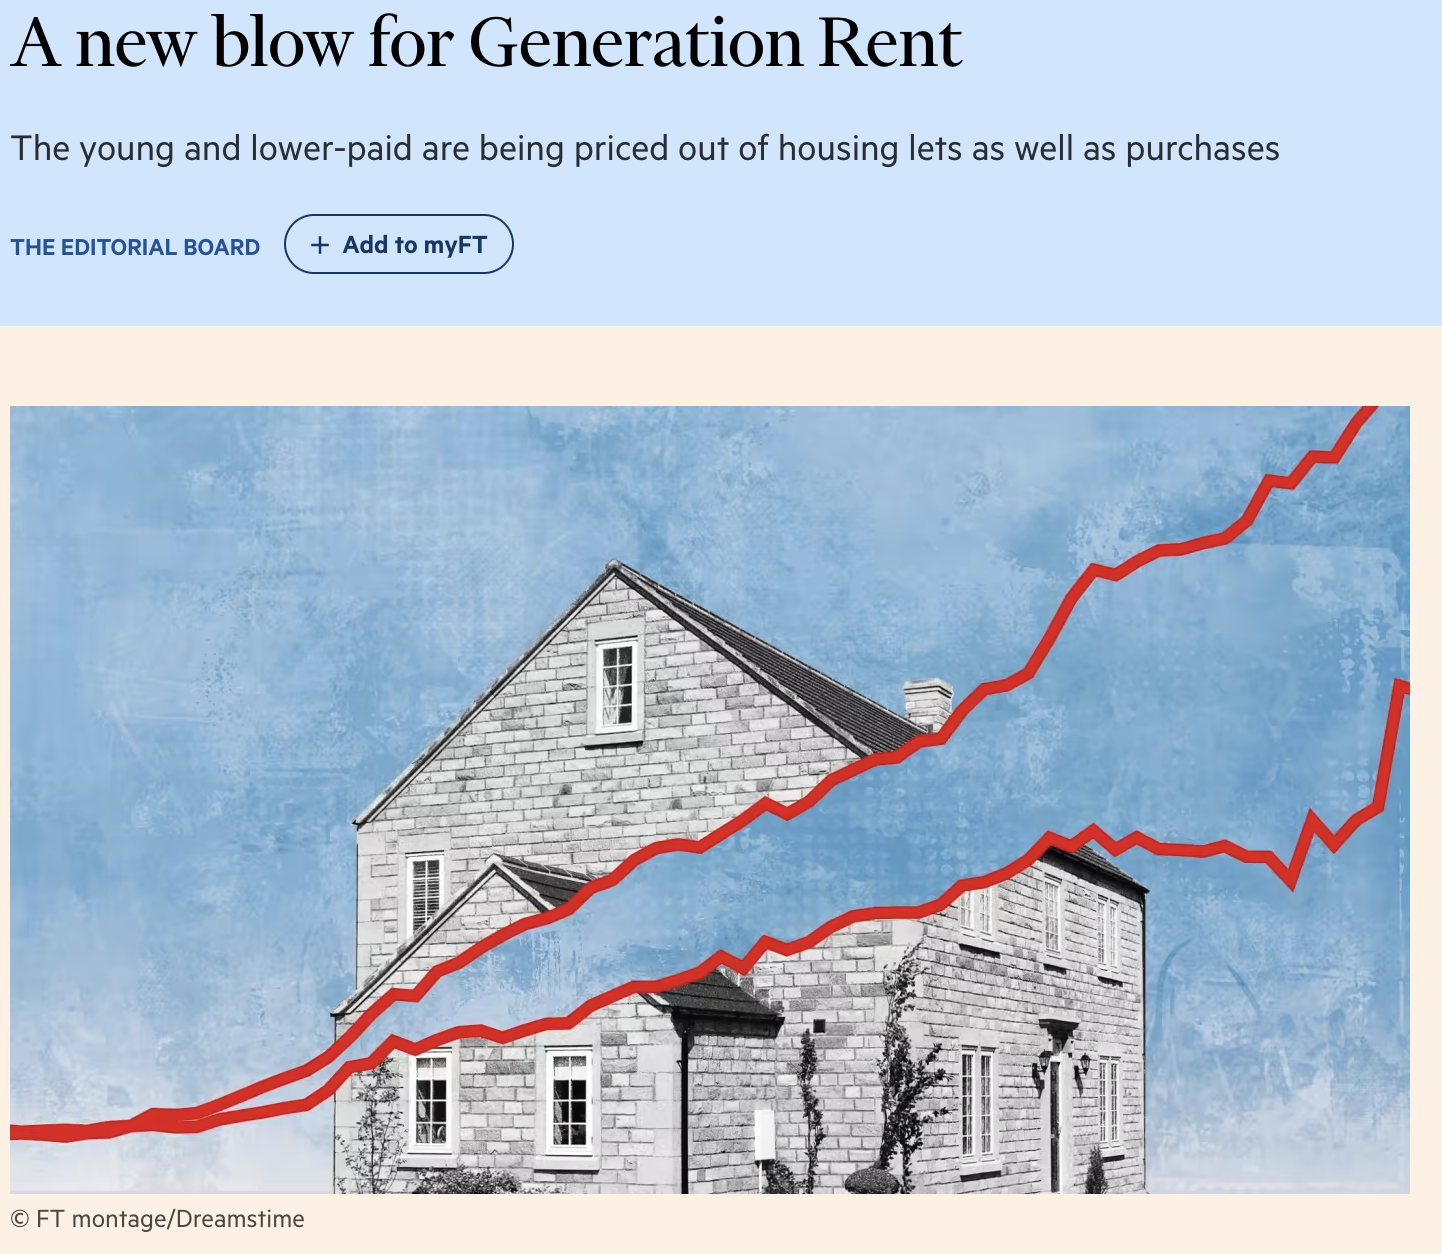 A new blow for Generation Rent
The young and lower-paid are being priced out of housing lets as well as purchases
THE EDITORIAL BOARD
+ Add to myFT
© FT montage/Dreamstime